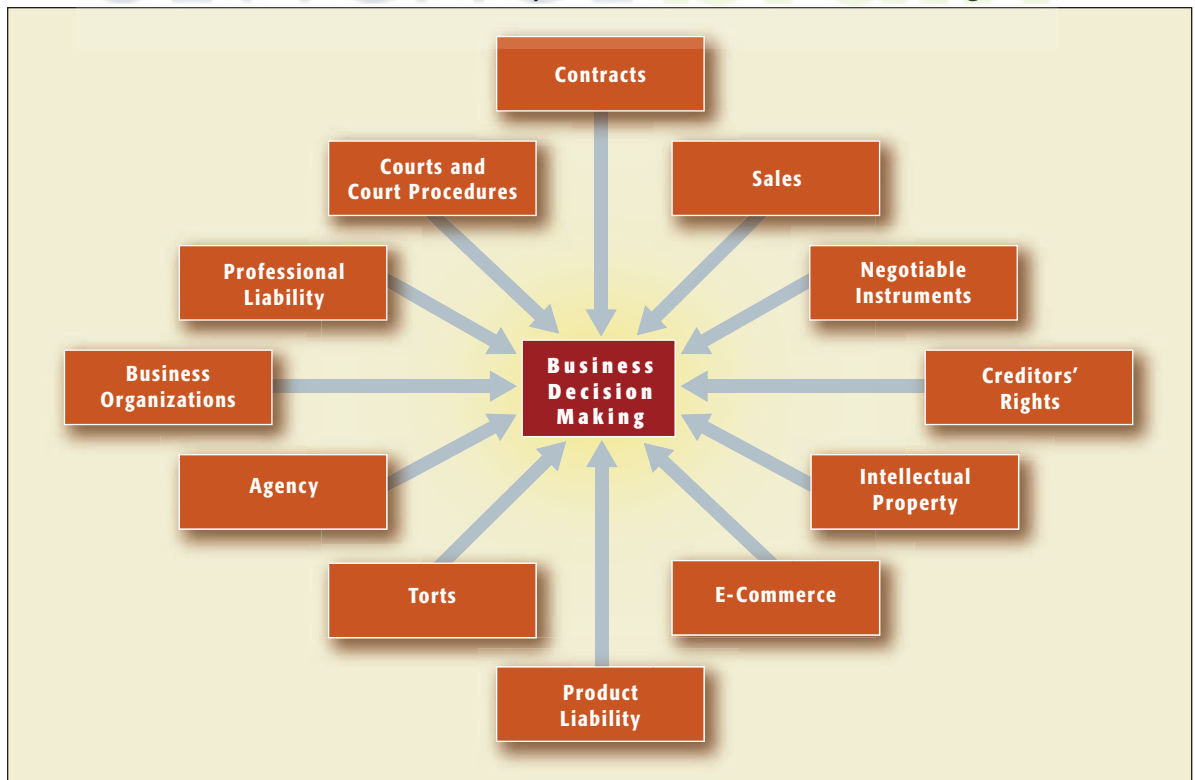 Contracts
Courts and
Court Procedures
Sales
Professional
Liability
Negotiable
Instruments
Business
Organizations
Business
Decision
Making
Creditors'
Rights
Agency
Intellectual
Property
Torts
E-Commerce
Product
Liability